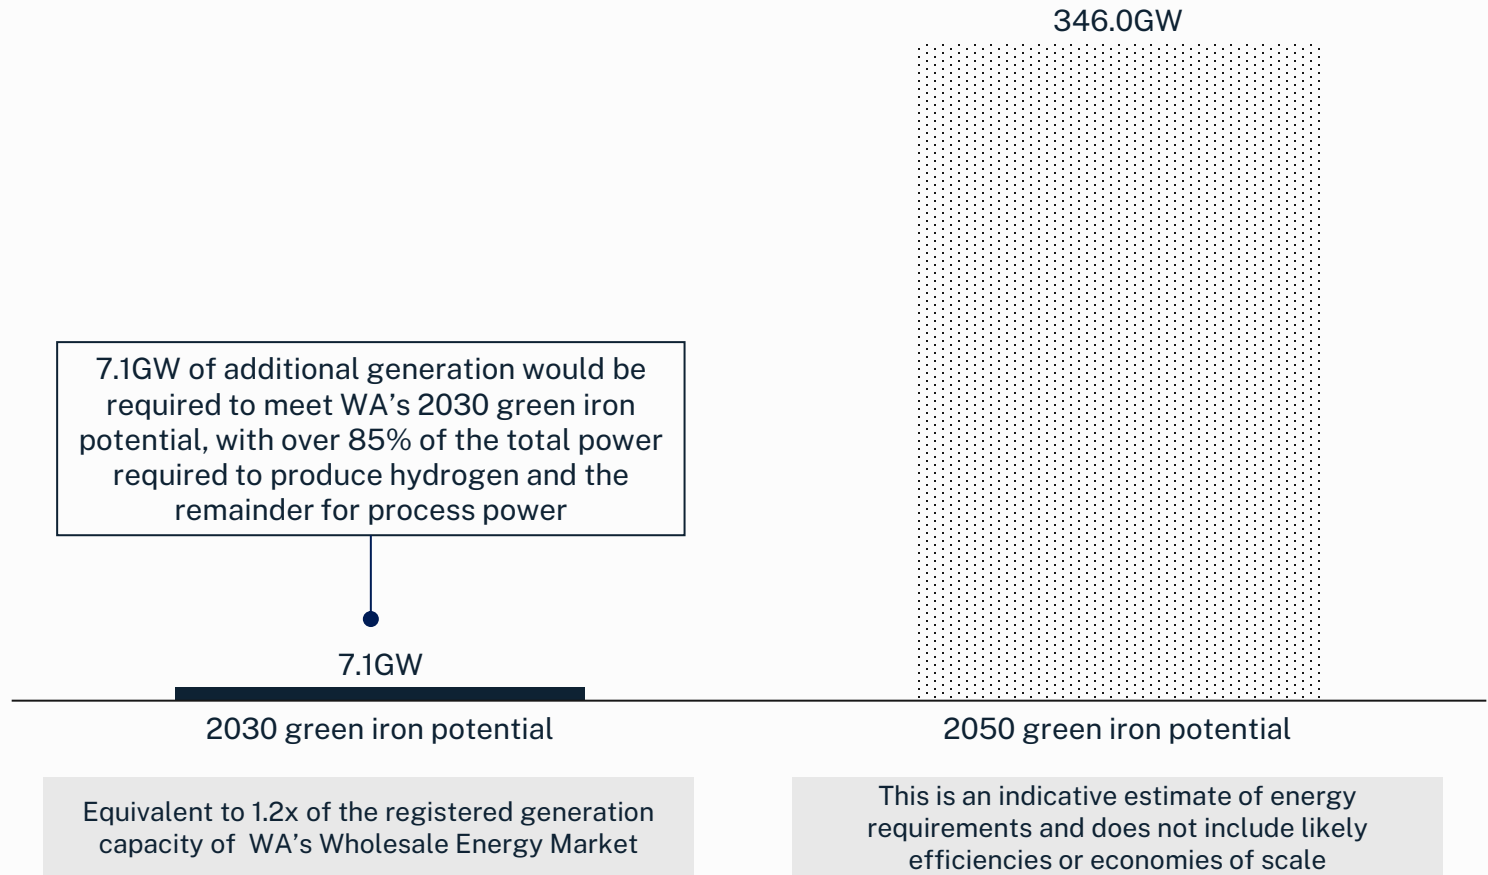 346.0GW
7.1GW of additional generation would be
required to meet WA's 2030 green iron
potential, with over 85% of the total power
required to produce hydrogen and the
remainder for process power
7.1GW
2030 green iron potential
2050 green iron potential
Equivalent to 1.2x of the registered generation
capacity of  WA's Wholesale Energy Market
This is an indicative estimate of energy
requirements and does not include likely
efficiencies or economies of scale